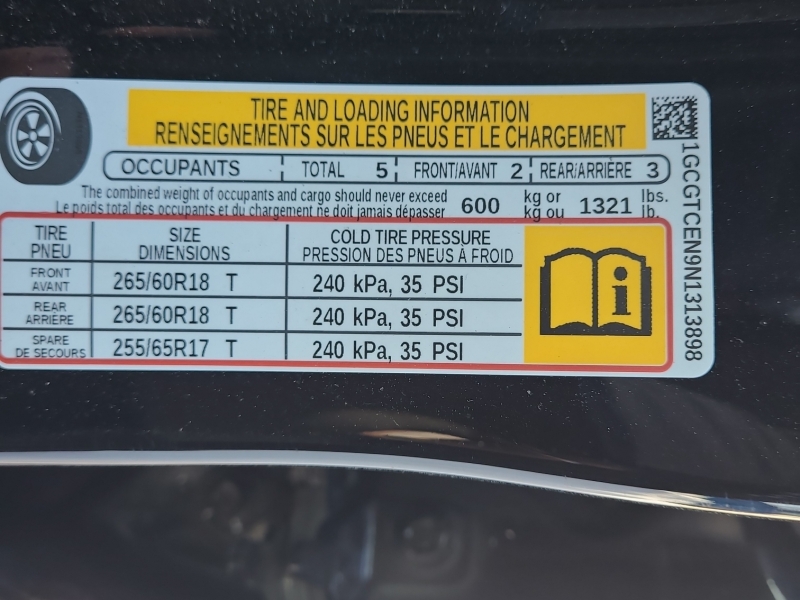 TIRE AND LOADING INFORMATION
RENSEIGNEMENTS SUR LES PNEUS ET LE CHARGEMENT
OCCUPANTS TOTAL 5 FRONT/AVANT 2 REAR/ARRIÈRE 3
The combined weight of occupants and cargo should never exceed 600 kg or 1321 lbs.
Le poids total des occupants et du chargement ne doit jamais dépasser kg ou lb.
TIRE PNEU SIZE DIMENSIONS COLD TIRE PRESSURE PRESSION DES PNEUS À FROID
FRONT AVANT 265/60R18 T 240 kPa, 35 PSI
REAR ARRIÈRE 265/60R18 T 240 kPa, 35 PSI
SPARE DE SECOURS 255/65R17 T 240 kPa, 35 PSI
i
1GCGTCEN9N1313898